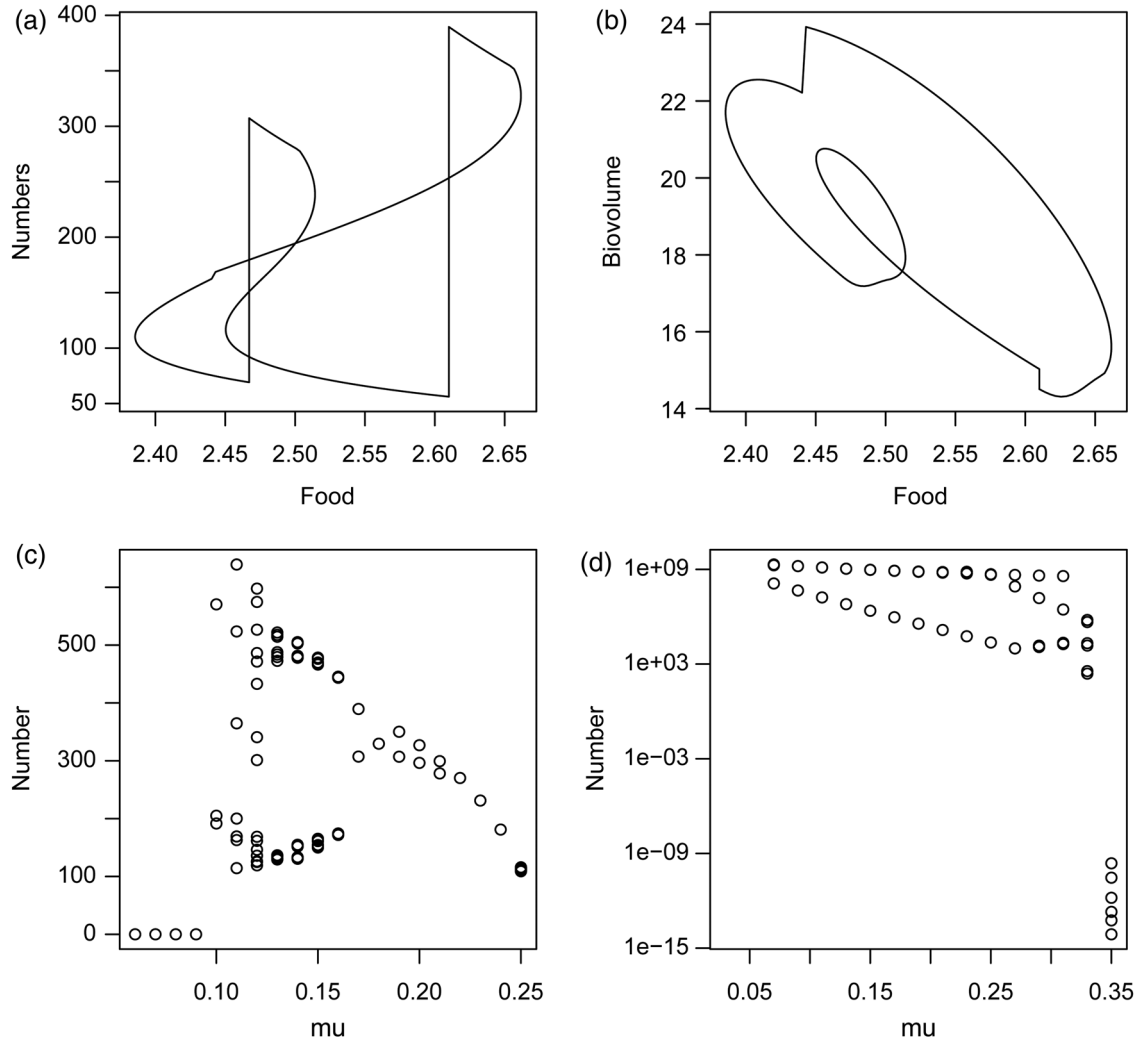 (a)
400
300
200
100
50
Numbers
2.40 2.45 2.50 2.55 2.60 2.65
Food
(b)
24
22
20
18
16
14
Biovolume
2.40 2.45 2.50 2.55 2.60 2.65
Food
(c)
500
300
100
0
Number
0.10 0.15 0.20 0.25
mu
(d)
1e+09
1e+03
1e−03
1e−09
1e−15
Number
0.05 0.15 0.25 0.35
mu